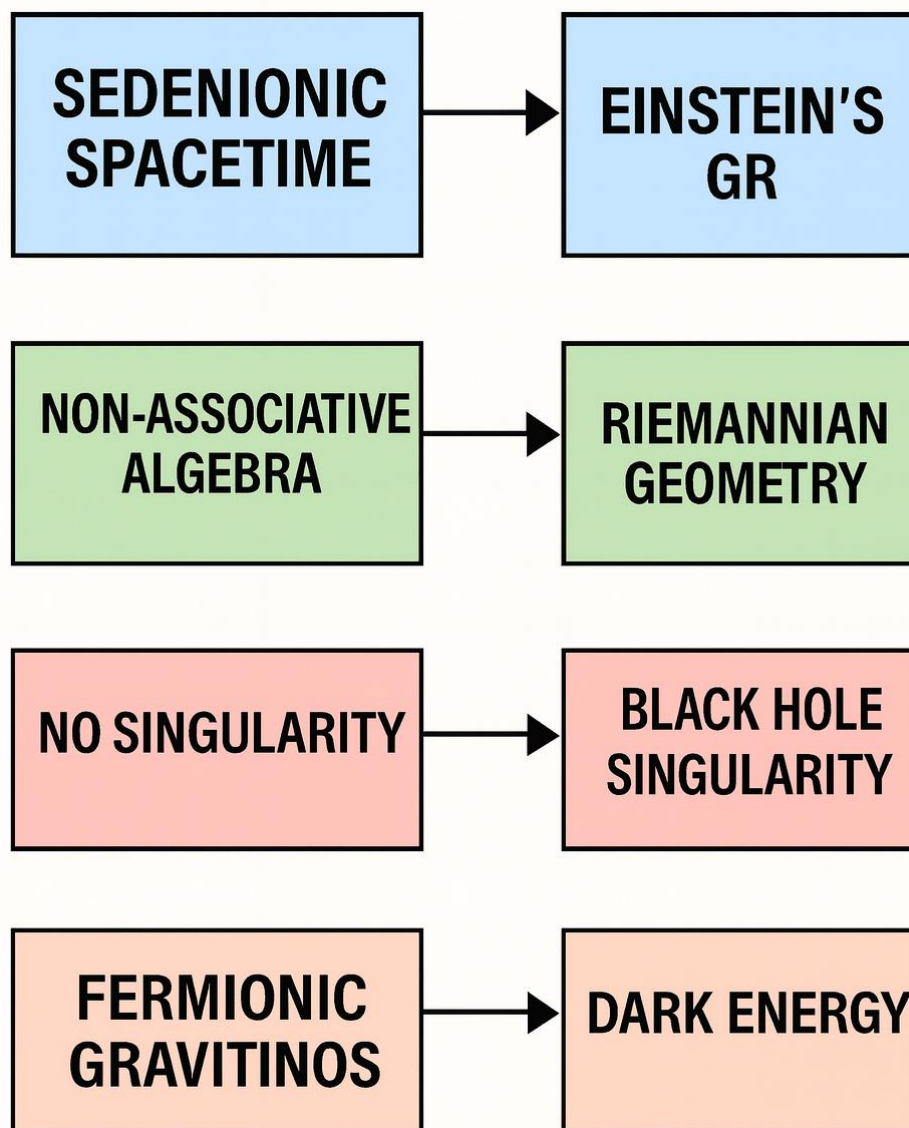 SEDENIONIC
SPACETIME
EINSTEIN'S
GR
NON-ASSOCIATIVE
ALGEBRA
RIEMANNIAN
GEOMETRY
NO SINGULARITY
BLACK HOLE
SINGULARITY
FERMIONIC
GRAVITINOS
DARK ENERGY